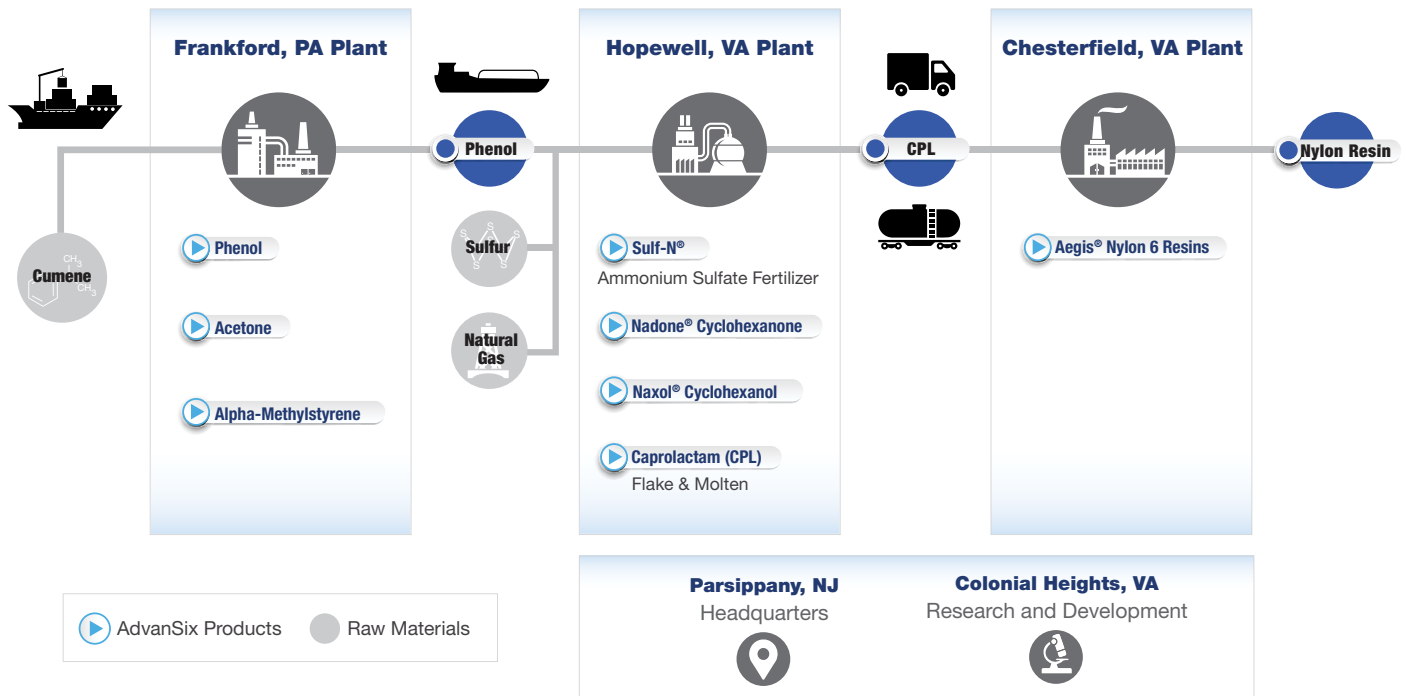 Frankford, PA Plant
Hopewell, VA Plant
Chesterfield, VA Plant
Phenol
CPL
Nylon Resin
Cumene
CH3
CH3
Phenol
Acetone
Alpha-Methylstyrene
Sulfur
S
S
S
S
Natural
Gas
Sulf-N®
Ammonium Sulfate Fertilizer
Nadone® Cyclohexanone
Naxol® Cyclohexanol
Caprolactam (CPL)
Flake & Molten
Aegis® Nylon 6 Resins
AdvanSix Products
Raw Materials
Parsippany, NJ
Headquarters
Colonial Heights, VA
Research and Development